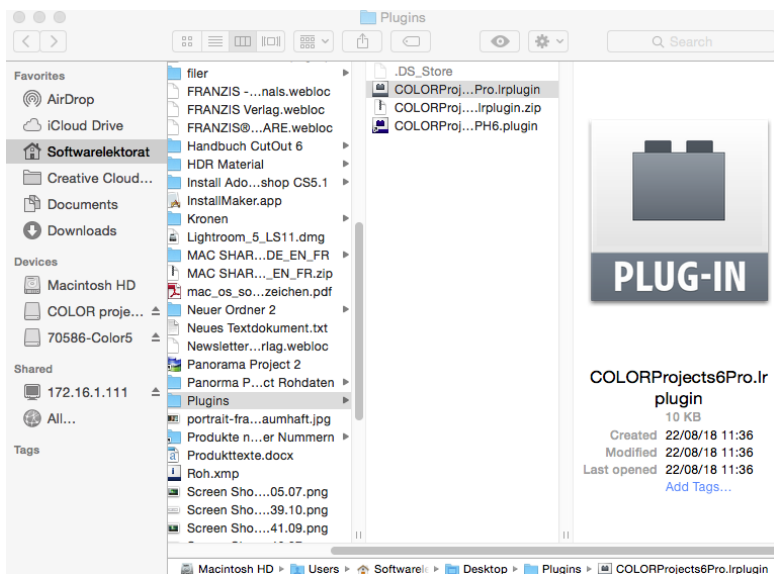 Plugins
Search
Favorites
AirDrop
iCloud Drive
Softwarelektorat
Creative Cloud...
Documents
Downloads
Devices
Macintosh HD
COLOR proje...
70586-Color5
Shared
172.16.1.111
All...
Tags
filer
FRANZIS -...nals.webloc
FRANZIS Verlag.webloc
FRANZIS®...ARE.webloc
Handbuch CutOut 6
HDR Material
Install Ado...shop CS5.1
InstallMaker.app
Kronen
Lightroom_5_LS11.dmg
MAC SHAR...DE_EN_FR
MAC SHAR..._EN_FR.zip
mac_os_so...zeichen.pdf
Neuer Ordner 2
Neues Textdokument.txt
Newsletter...rlag.webloc
Panorama Project 2
Panorma P...ct Rohdaten
Plugins
portrait-fra...aumhaft.jpg
Produkte n...er Nummern
Produkttexte.docx
Roh.xmp
Screen Sho....05.07.png
Screen Sho....39.10.png
Screen Sho....41.09.png
.DS_Store
COLORProj...Pro.lrplugin
COLORProj....lrplugin.zip
COLORProj...PH6.plugin
PLUG-IN
COLORProjects6Pro.lr
plugin
10 KB
Created 22/08/18 11:36
Modified 22/08/18 11:36
Last opened 22/08/18 11:36
Add Tags...
Macintosh HD ▸ Users ▸ Softwarel ▸ Desktop ▸ Plugins ▸ COLORProjects6Pro.lrplugin